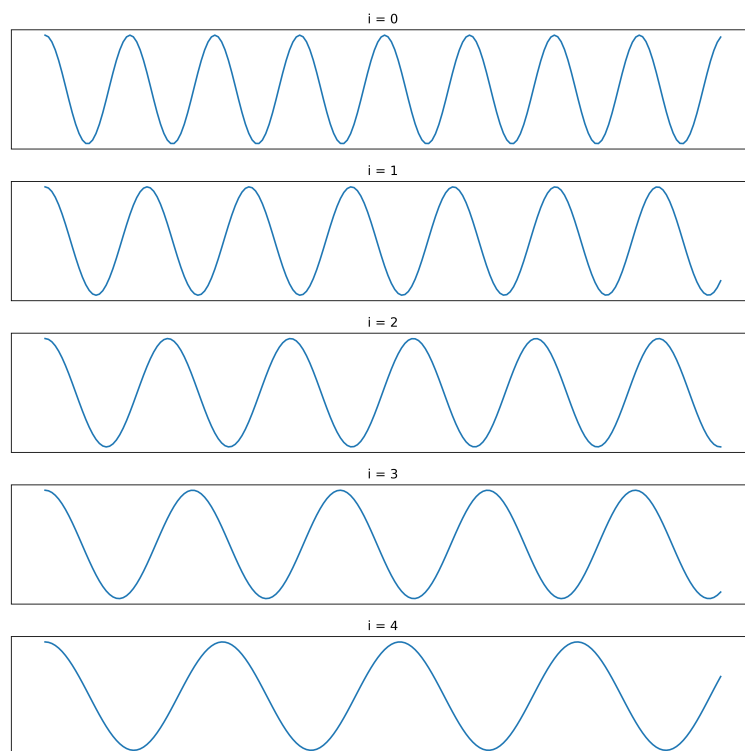 i = 0
i = 1
i = 2
i = 3
i = 4